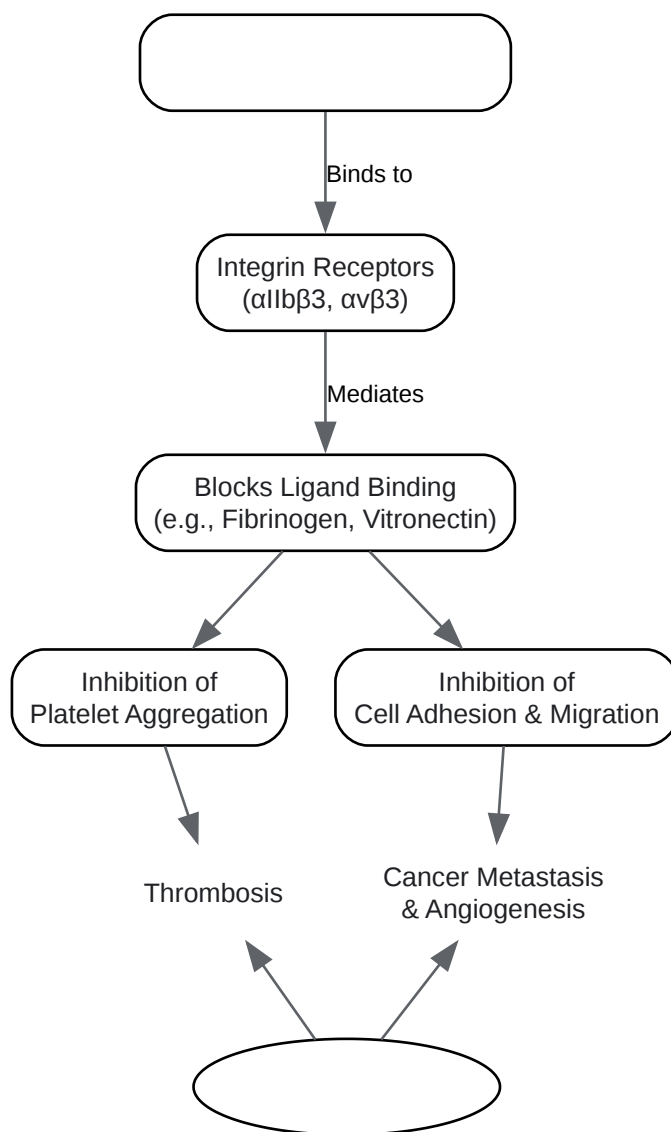 Binds to
Integrin Receptors
(αIIbβ3, αvβ3)
Mediates
Blocks Ligand Binding
(e.g., Fibrinogen, Vitronectin)
Inhibition of
Platelet Aggregation
Inhibition of
Cell Adhesion & Migration
Thrombosis
Cancer Metastasis
& Angiogenesis